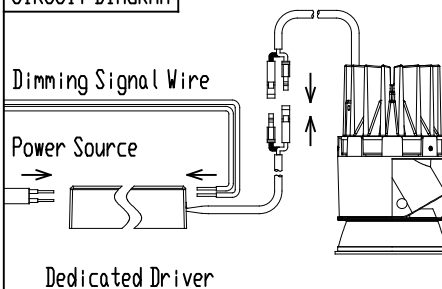 CIRCUIT DIAGRAM
Dimming Signal Wire
Power Source
Dedicated Driver